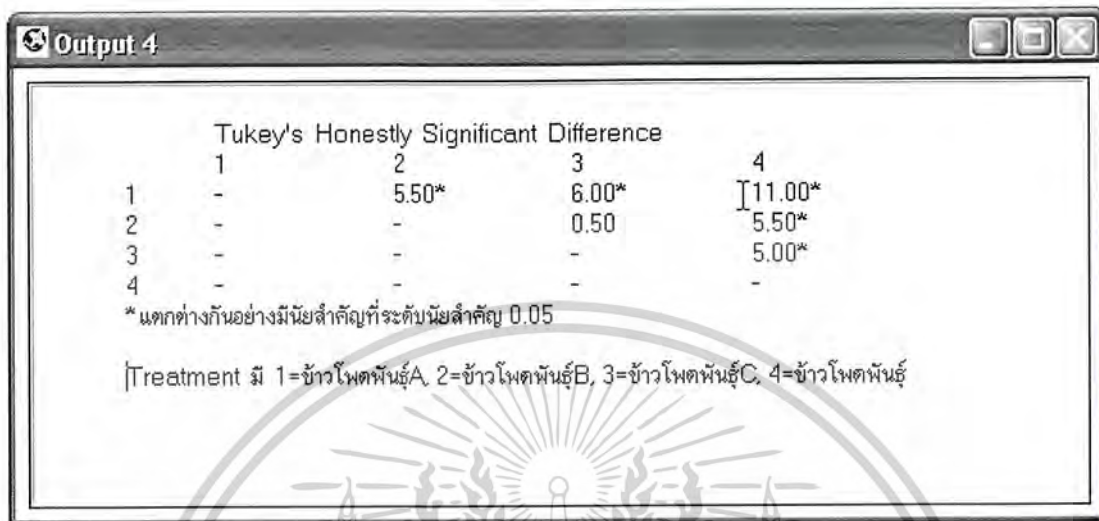 Output 4
Tukey's Honestly Significant Difference
1 2 3 4
1 - 5.50* 6.00* 11.00*
2 - - 0.50 5.50*
3 - - - 5.00*
4 - - - -
*แตกต่างกันอย่างมีนัยสำคัญที่ระดับนัยสำคัญ 0.05
Treatment มี 1=ข้าวโพดพันธุ์A, 2=ข้าวโพดพันธุ์B, 3=ข้าวโพดพันธุ์C, 4=ข้าวโพดพันธุ์